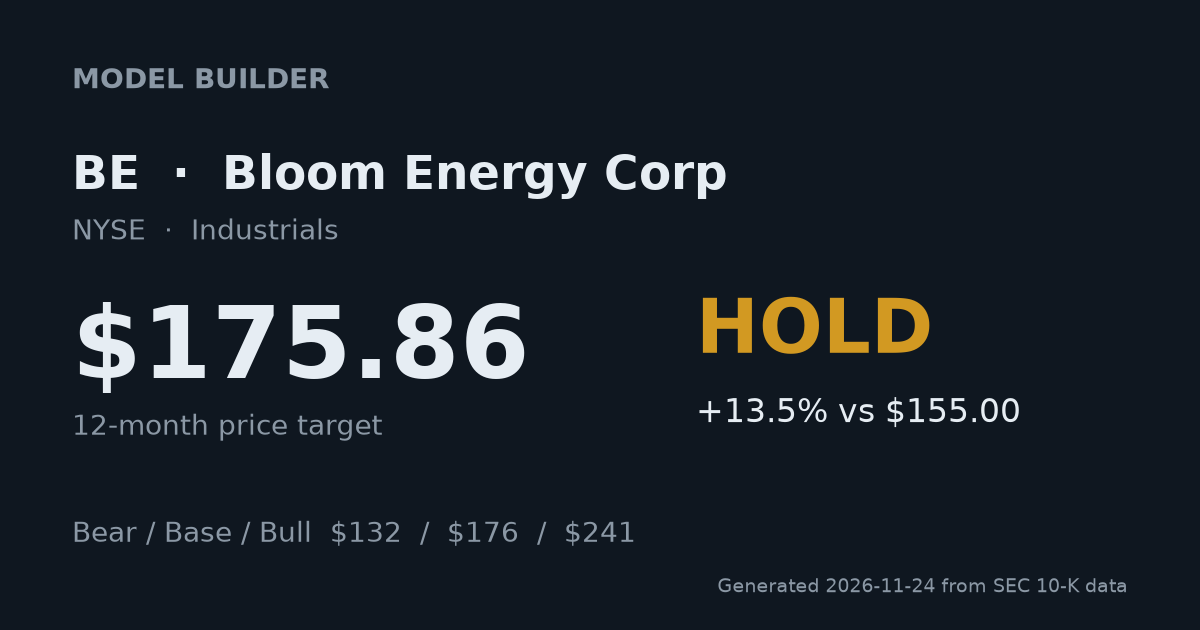 MODEL BUILDER
BE · Bloom Energy Corp
NYSE · Industrials
$175.86
HOLD
12-month price target
+13.5% vs $155.00
Bear / Base / Bull $132 / $176 / $241
Generated 2026-11-24 from SEC 10-K data